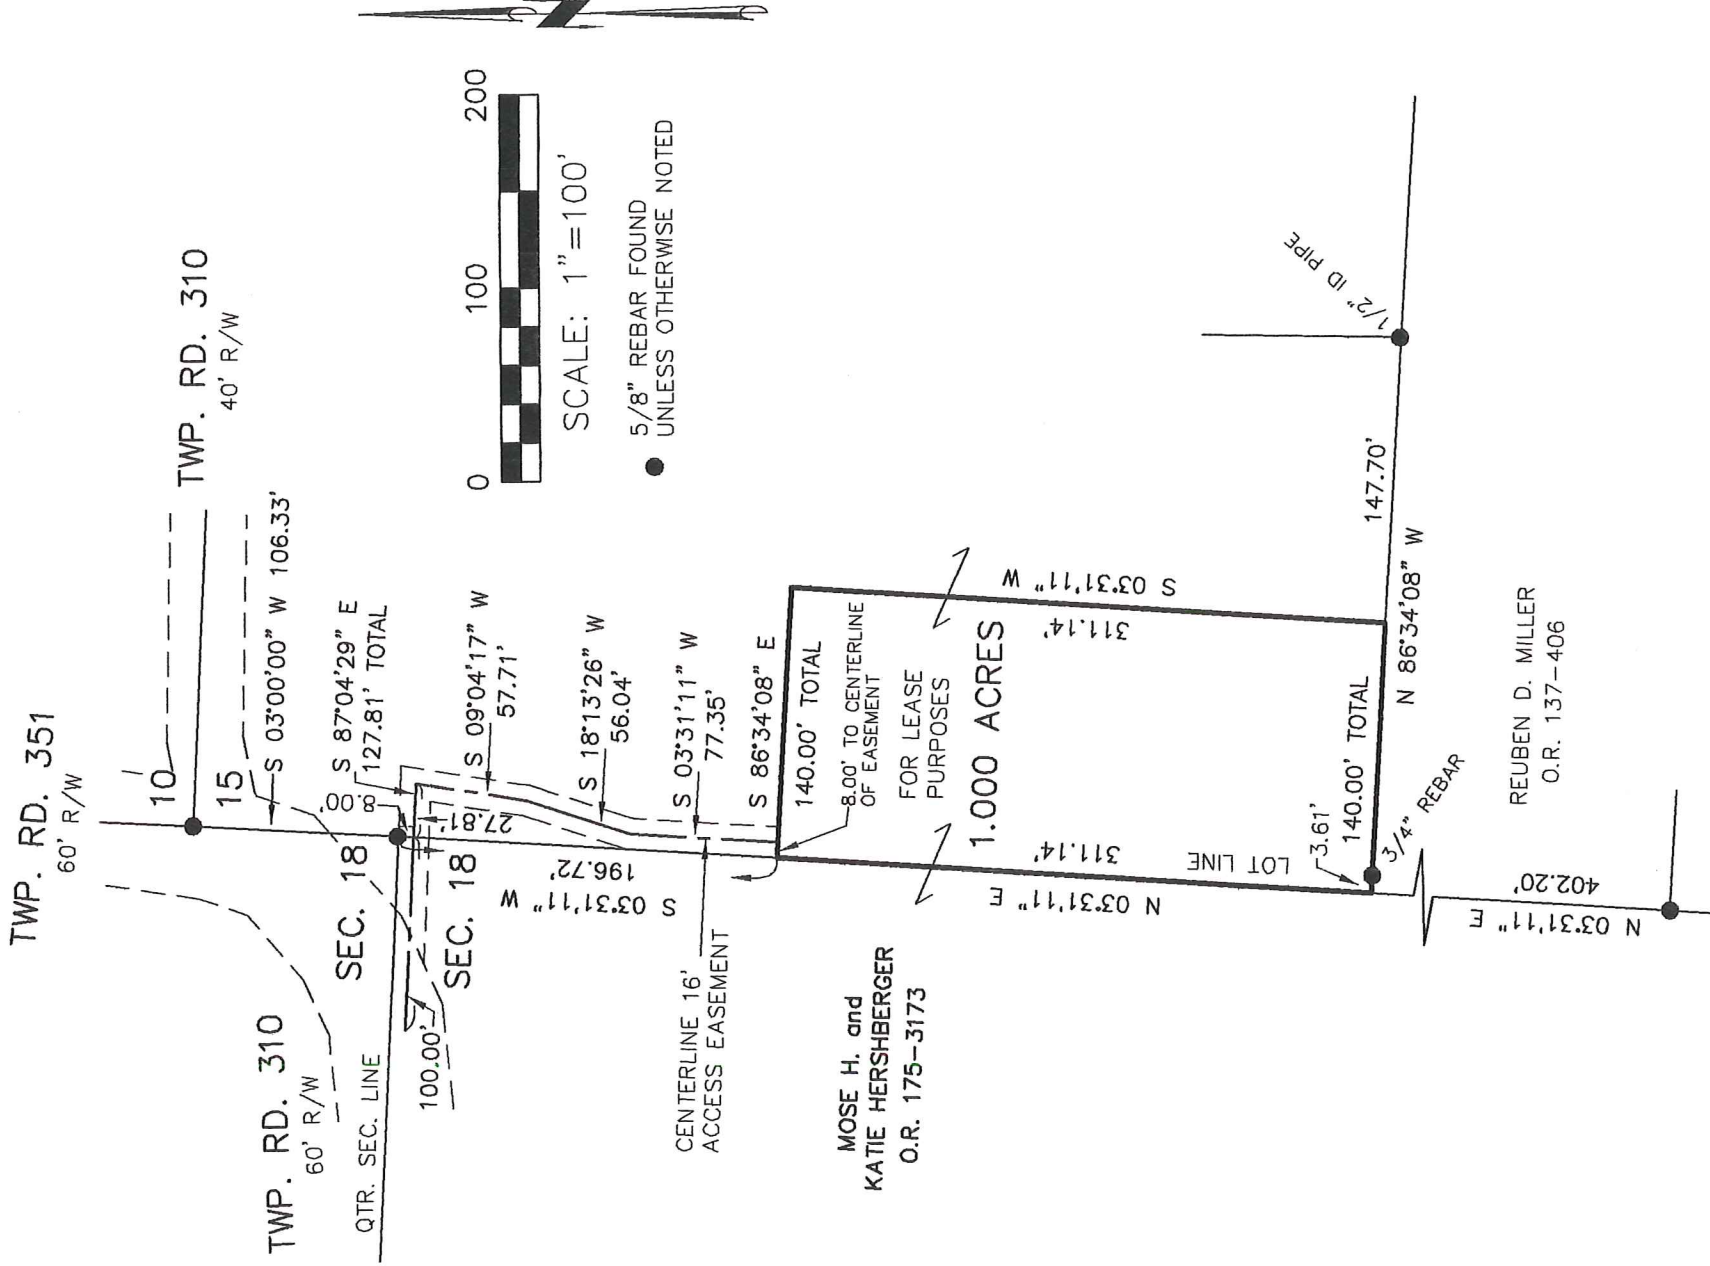 TWP. RD. 351
60' R/W
TWP. RD. 310
40' R/W
10
15
S 03°00'00" W 106.33'
TWP. RD. 310
60' R/W
QTR. SEC. LINE
SEC. 18
SEC. 18
8.00'
S 87°04'29" E
127.81' TOTAL
27.81'
100.00'
S 09°04'17" W
57.71'
S 18°13'26" W
56.04'
S 03°31'11" W
77.35'
S 03°31'11" W
196.72'
CENTERLINE 16'
ACCESS EASEMENT
S 86°34'08" E
140.00' TOTAL
8.00' TO CENTERLINE
OF EASEMENT
FOR LEASE
PURPOSES
1.000 ACRES
S 03°31'11" W
311.14'
N 03°31'11" E
311.14'
LOT LINE
3.61'
140.00' TOTAL
N 86°34'08" W
147.70'
1/2" ID PIPE
3/4" REBAR
N 03°31'11" E
402.20'
MOSE H. and
KATIE HERSHBERGER
O.R. 175-3173
REUBEN D. MILLER
O.R. 137-406
0
100
200
SCALE: 1"=100'
5/8" REBAR FOUND
UNLESS OTHERWISE NOTED